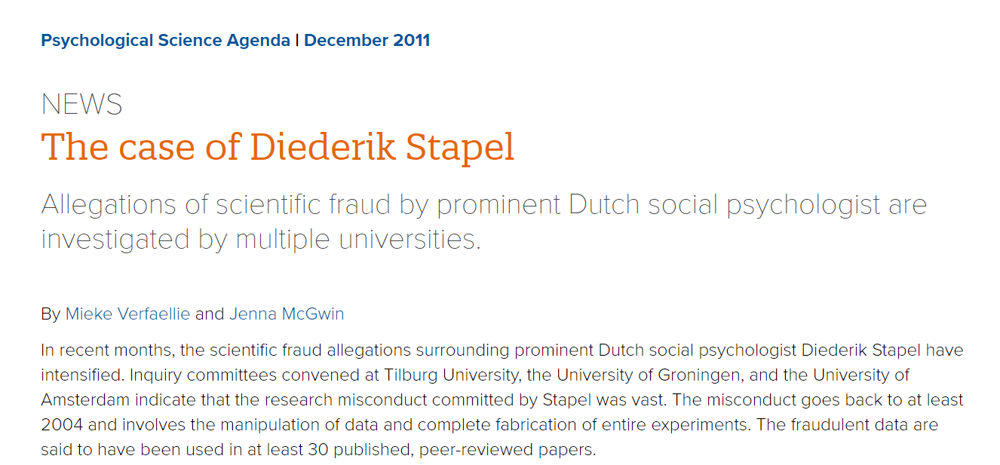 Psychological Science Agenda | December 2011
NEWS
The case of Diederik Stapel
Allegations of scientific fraud by prominent Dutch social psychologist are
investigated by multiple universities.
By Mieke Verfaellie and Jenna McGwin
In recent months, the scientific fraud allegations surrounding prominent Dutch social psychologist Diederik Stapel have
intensified. Inquiry committees convened at Tilburg University, the University of Groningen, and the University of
Amsterdam indicate that the research misconduct committed by Stapel was vast. The misconduct goes back to at least
2004 and involves the manipulation of data and complete fabrication of entire experiments. The fraudulent data are
said to have been used in at least 30 published, peer-reviewed papers.